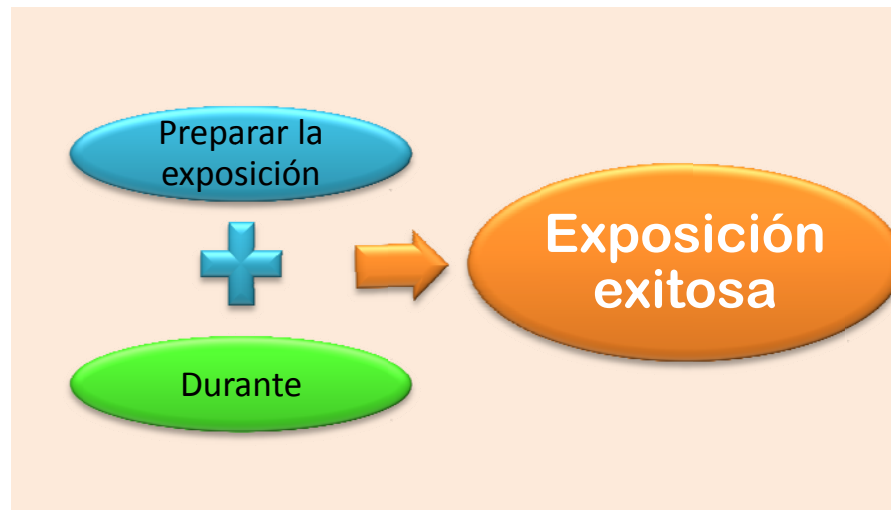 Preparar la
exposición
Durante
Exposición
exitosa